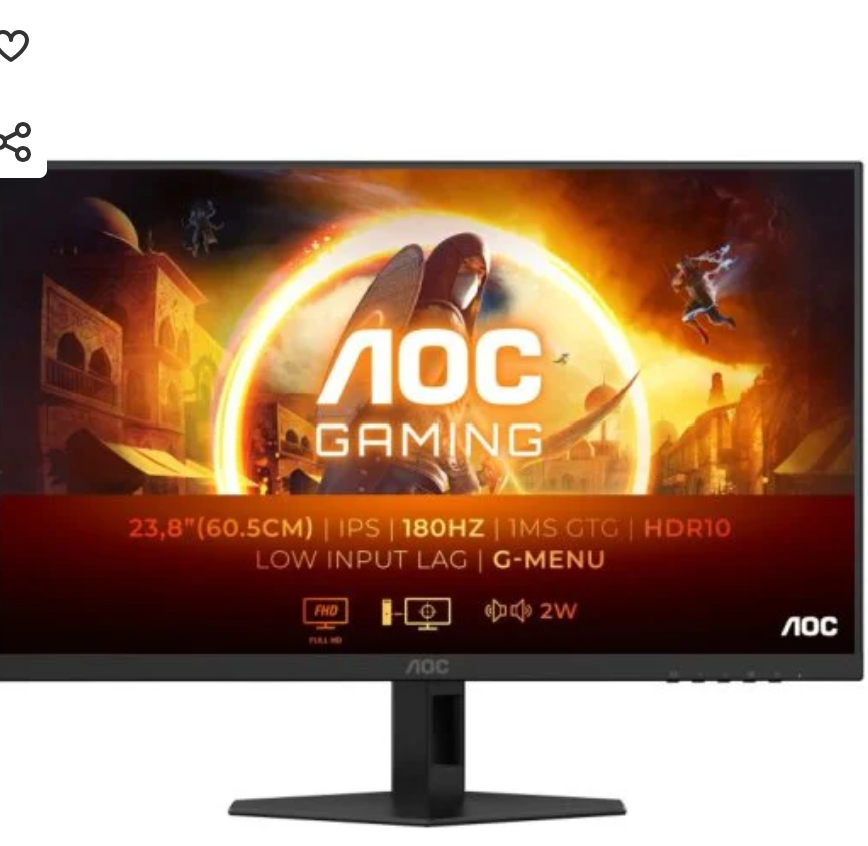 AOC
GAMING
23,8”(60.5CM) | IPS | 180HZ | 1MS GTG | HDR10
LOW INPUT LAG | G-MENU
FHD
FULL HD
2W
AOC
AOC